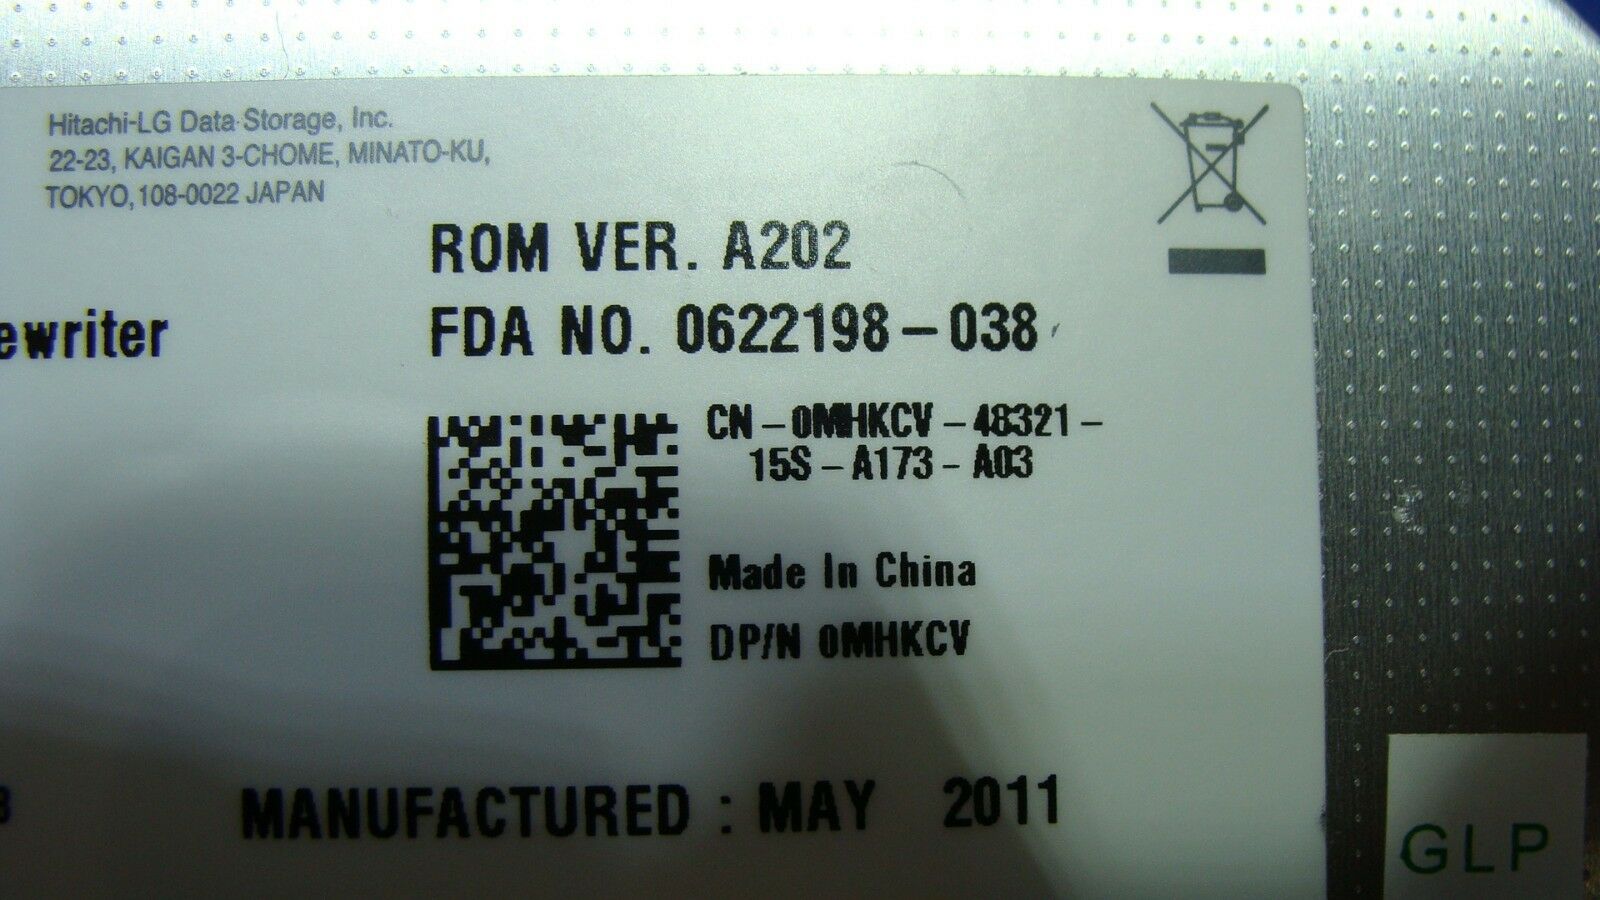 Hitachi-LG Data Storage, Inc.
22-23, KAIGAN 3-CHOME, MINATO-KU,
TOKYO, 108-0022 JAPAN
ROM VER. A202
ewriter
FDA NO. 0622198-038
CN-0MHKCV-48321-
15S-A173-A03
Made In China
DP/N 0MHKCV
MANUFACTURED : MAY 2011
GLP